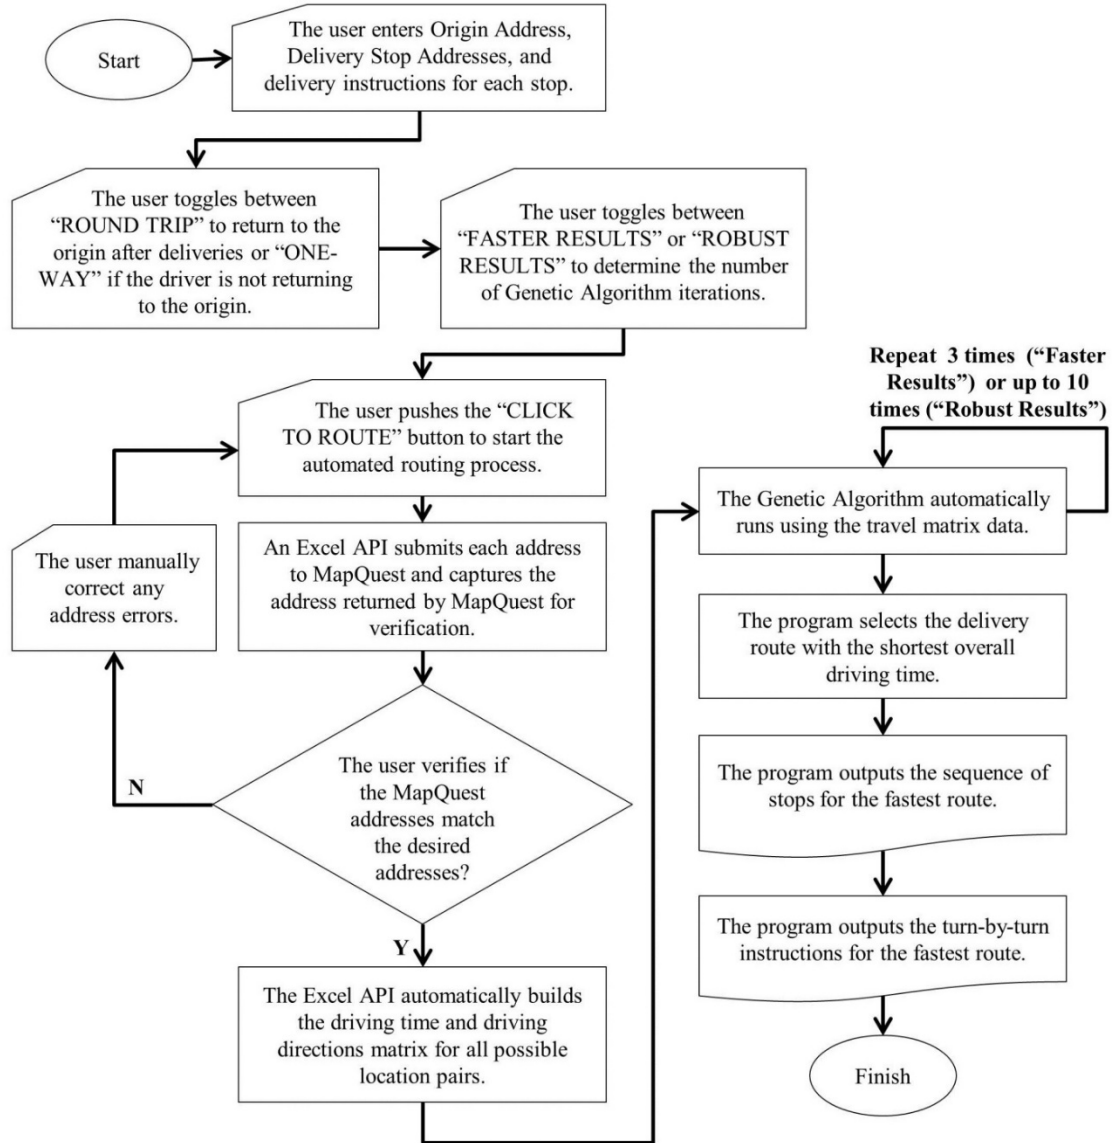 Start
The user enters Origin Address,
Delivery Stop Addresses, and
delivery instructions for each stop.
The user toggles between
“ROUND TRIP” to return to the
origin after deliveries or “ONE-
WAY” if the driver is not returning
to the origin.
The user toggles between
“FASTER RESULTS” or “ROBUST
RESULTS” to determine the number
of Genetic Algorithm iterations.
The user pushes the “CLICK
TO ROUTE” button to start the
automated routing process.
An Excel API submits each address
to MapQuest and captures the
address returned by MapQuest for
verification.
The user manually
correct any
address errors.
The user verifies if
the MapQuest
addresses match
the desired
addresses?
N
Y
The Excel API automatically builds
the driving time and driving
directions matrix for all possible
location pairs.
Repeat 3 times (“Faster
Results”) or up to 10
times (“Robust Results”)
The Genetic Algorithm automatically
runs using the travel matrix data.
The program selects the delivery
route with the shortest overall
driving time.
The program outputs the sequence of
stops for the fastest route.
The program outputs the turn-by-turn
instructions for the fastest route.
Finish